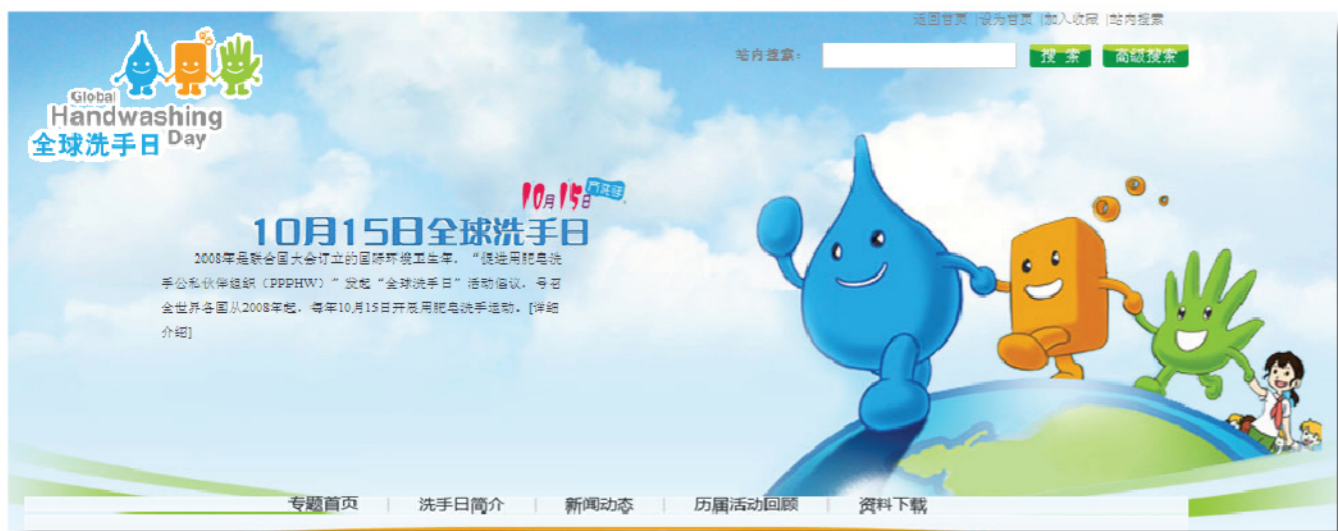 返回首页 |设为首页 |加入收藏 |站内搜索
站内搜索：
搜 索
高级搜索
Global
Handwashing
全球洗手日 Day
10月15日
10月15日全球洗手日
2008年是联合国大会订立的国际环境卫生年，“促进用肥皂洗
手公私伙伴组织（PPPHW）”发起“全球洗手日”活动倡议，号召
全世界各国从2008年起，每年10月15日开展用肥皂洗手运动。[详细
介绍]
专题首页 | 洗手日简介 | 新闻动态 | 历届活动回顾 | 资料下载